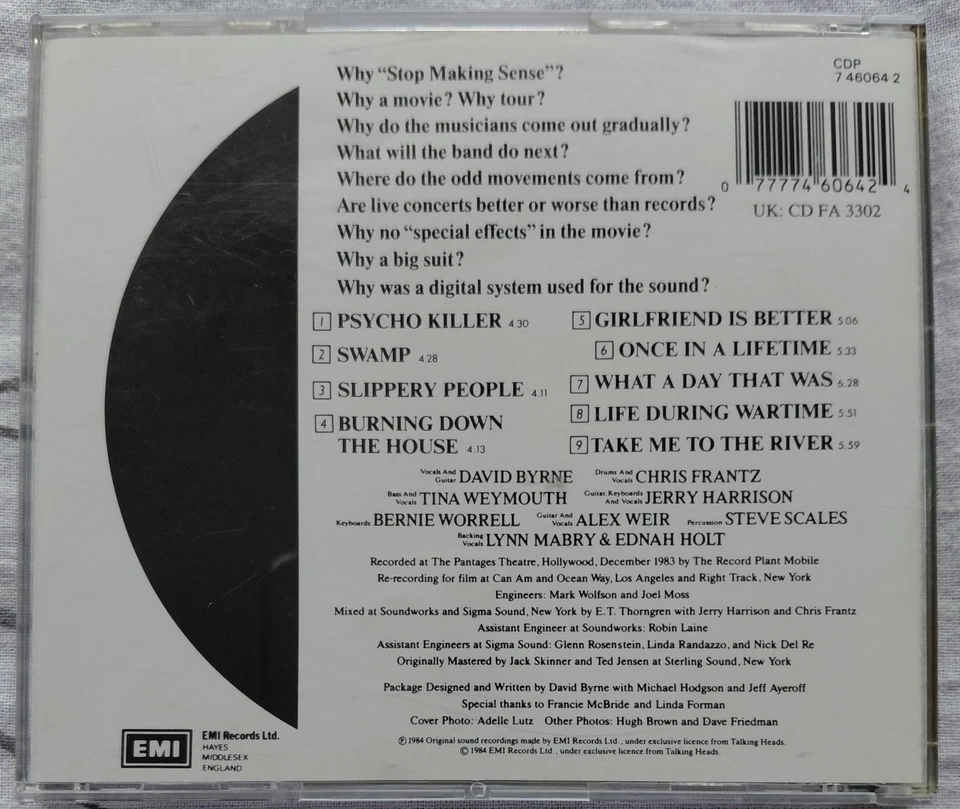 Why “Stop Making Sense”?
Why a movie? Why tour?
Why do the musicians come out gradually?
What will the band do next?
Where do the odd movements come from?
Are live concerts better or worse than records?
Why no “special effects” in the movie?
Why a big suit?
Why was a digital system used for the sound?
CDP
7 46064 2
0 77774 60642 4
UK: CD FA 3302
1 PSYCHO KILLER 4.30
2 SWAMP 4.28
3 SLIPPERY PEOPLE 4.11
4 BURNING DOWN
THE HOUSE 4.13
5 GIRLFRIEND IS BETTER 5.06
6 ONCE IN A LIFETIME 5.33
7 WHAT A DAY THAT WAS 6.28
8 LIFE DURING WARTIME 5.51
9 TAKE ME TO THE RIVER 5.59
Vocals And Guitar DAVID BYRNE Drums And Vocals CHRIS FRANTZ
Bass And Vocals TINA WEYMOUTH Guitar, Keyboards And Vocals JERRY HARRISON
Keyboards BERNIE WORRELL Guitar And Vocals ALEX WEIR Percussion STEVE SCALES
Backing Vocals LYNN MABRY & EDNAH HOLT
Recorded at The Pantages Theatre, Hollywood, December 1983 by The Record Plant Mobile
Re-recording for film at Can Am and Ocean Way, Los Angeles and Right Track, New York
Engineers: Mark Wolfson and Joel Moss
Mixed at Soundworks and Sigma Sound, New York by E.T. Thorngren with Jerry Harrison and Chris Frantz
Assistant Engineer at Soundworks: Robin Laine
Assistant Engineers at Sigma Sound: Glenn Rosenstein, Linda Randazzo, and Nick Del Re
Originally Mastered by Jack Skinner and Ted Jensen at Sterling Sound, New York
Package Designed and Written by David Byrne with Michael Hodgson and Jeff Ayeroff
Special thanks to Francie McBride and Linda Forman
Cover Photo: Adelle Lutz Other Photos: Hugh Brown and Dave Friedman
℗ 1984 Original sound recordings made by EMI Records Ltd., under exclusive licence from Talking Heads.
© 1984 EMI Records Ltd., under exclusive licence from Talking Heads.
EMI
EMI Records Ltd.
HAYES
MIDDLESEX
ENGLAND